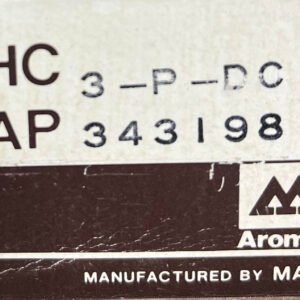 HC 3-P-DC
AP 343198
Arom
MANUFACTURED BY MA